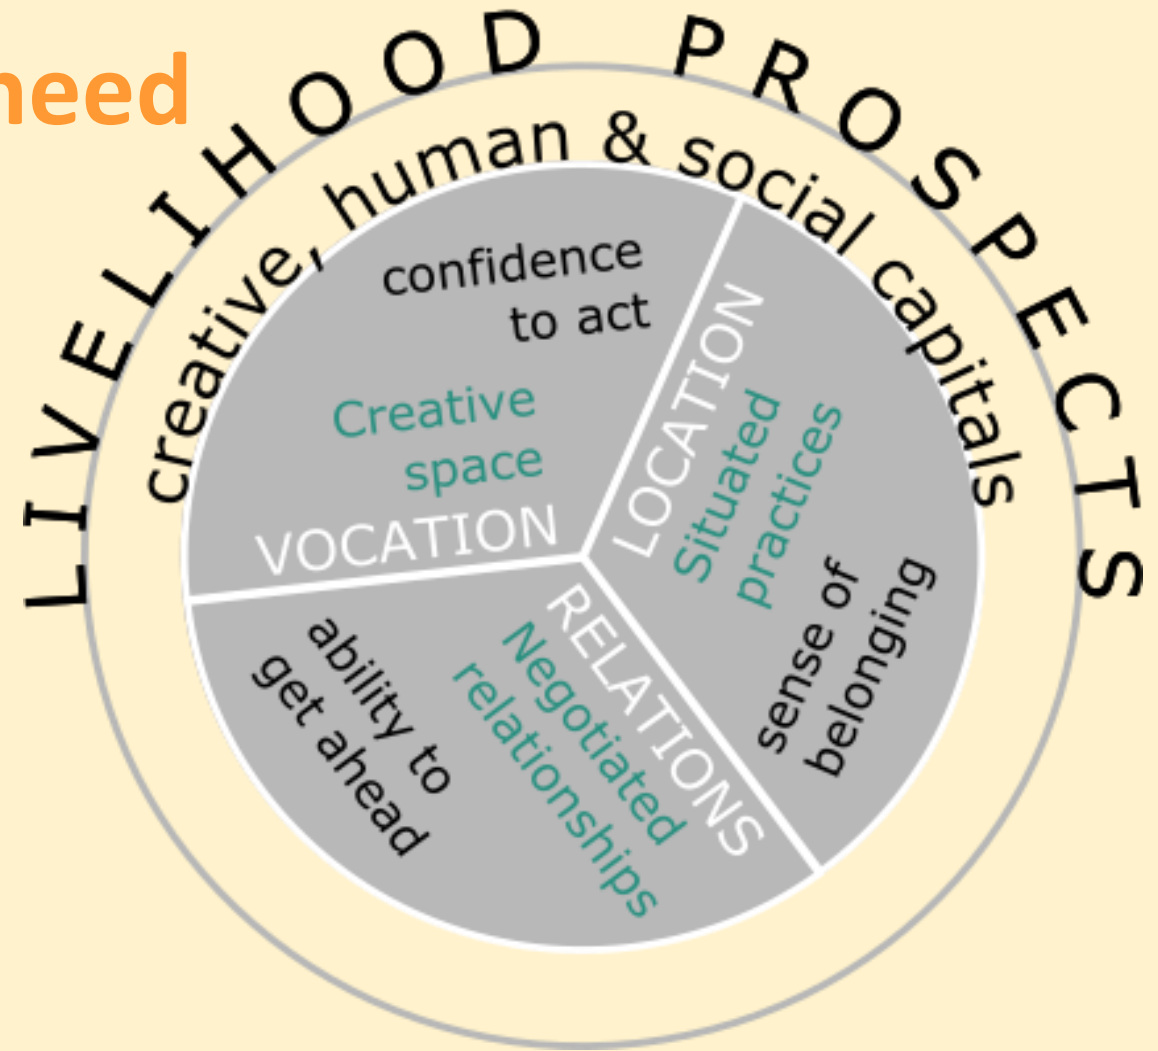 need
LIVELIHOOD PROSPECTS
creative, human & social capitals
confidence
to act
Creative
space
VOCATION
LOCATION
Situated
practices
sense of
belonging
RELATIONS
Negotiated
relationships
ability to
get ahead